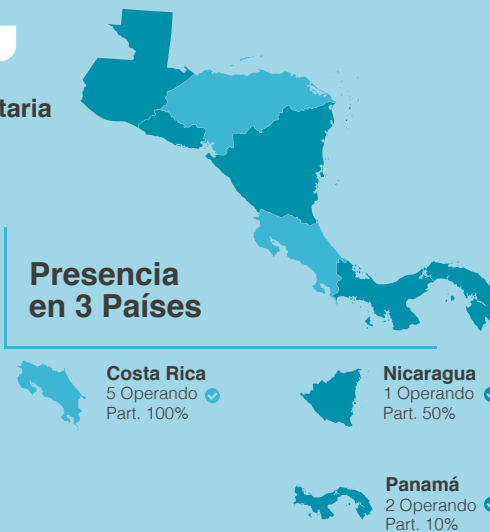 Presencia
en 3 Países
Costa Rica
5 Operando
Part. 100%
Nicaragua
1 Operando
Part. 50%
Panamá
2 Operando
Part. 10%